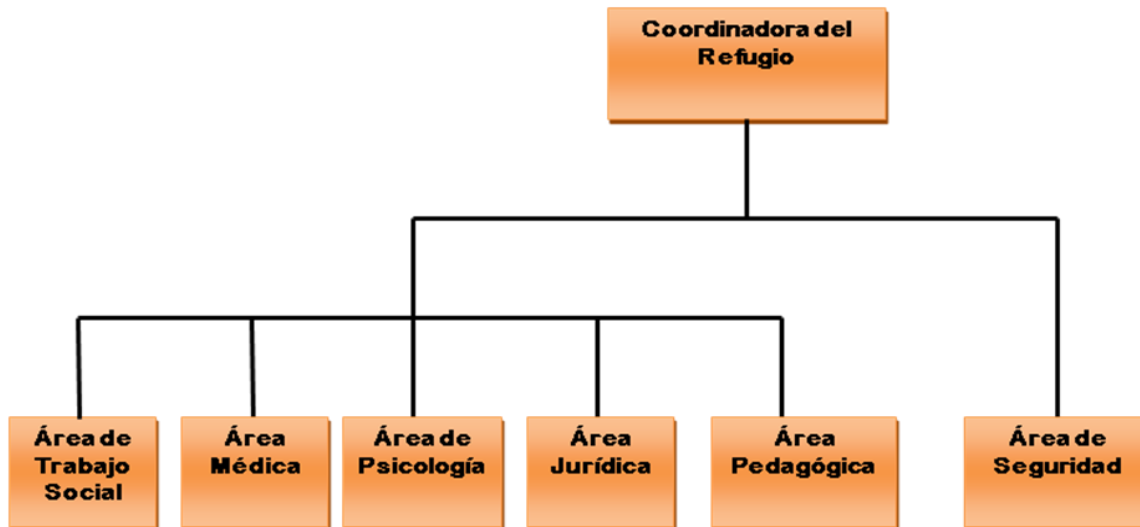 Coordinadora del
Refugio
Área de
Trabajo
Social
Área
Médica
Área de
Psicología
Área
Jurídica
Área
Pedagógica
Área de
Seguridad